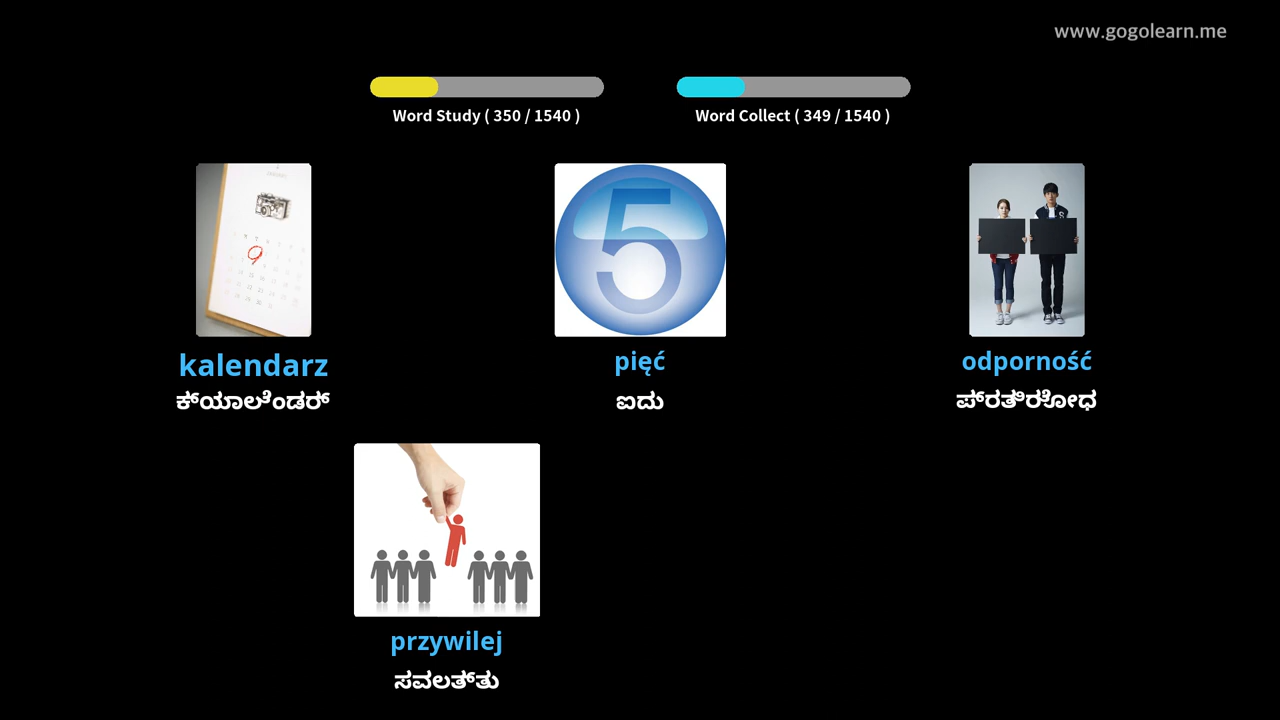 www.gogolearn.me
Word Study ( 350 / 1540 )
Word Collect ( 349 / 1540 )
5
kalendarz
ಕ್ಯಾಲೆಂಡರ್
pięć
ಐದು
odporność
ಪ್ರತಿರೋಧ
przywilej
ಸವಲತ್ತು